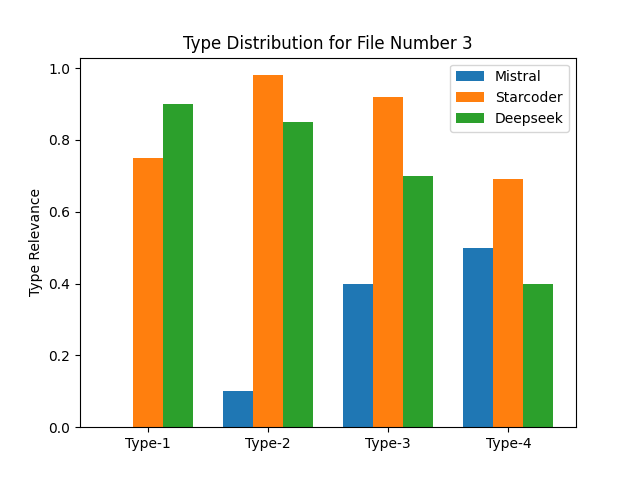 Type Distribution for File Number 3
Mistral
Starcoder
Deepseek
Type Relevance
1.0
0.8
0.6
0.4
0.2
0.0
Type-1 Type-2 Type-3 Type-4